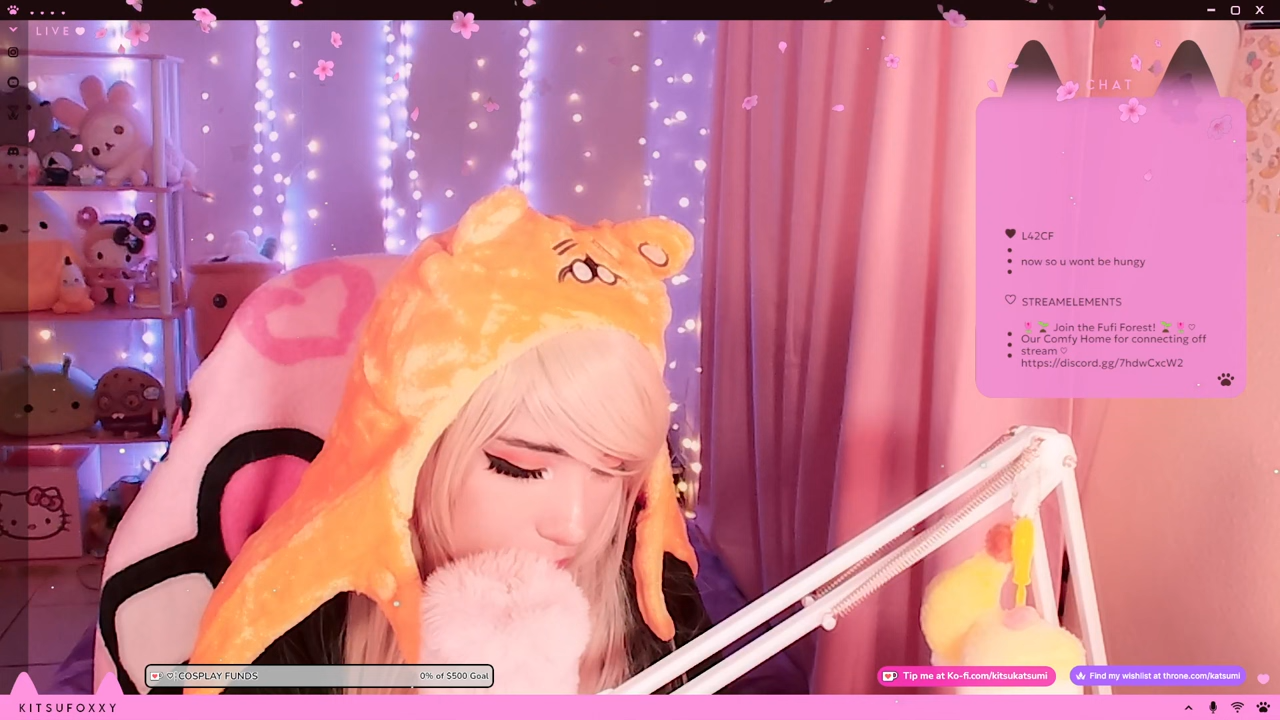 LIVE
CHAT
L42CF
now so u wont be hungy
STREAMELEMENTS
Join the Fufi Forest!
Our Comfy Home for connecting off
stream ♡
https://discord.gg/7hdwCxcW2
COSPLAY FUNDS 0% of $500 Goal
Tip me at Ko-fi.com/kitsukatsumi
Find my wishlist at throne.com/katsumi
KITSUFOXXY